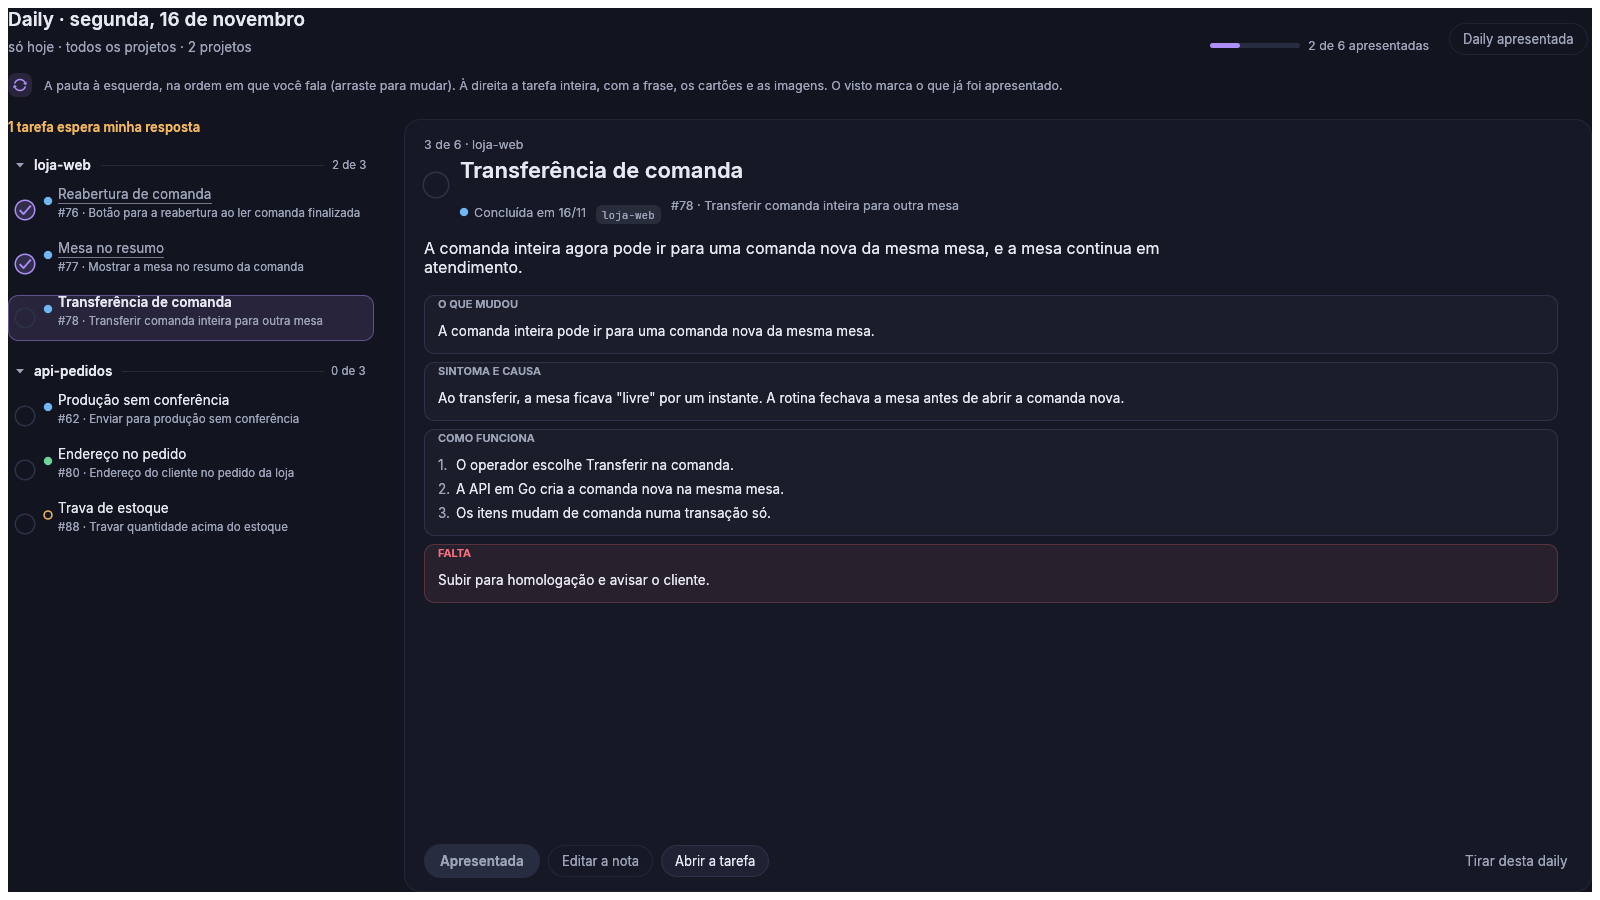 Daily · segunda, 16 de novembro
só hoje · todos os projetos · 2 projetos
2 de 6 apresentadas
Daily apresentada
A pauta à esquerda, na ordem em que você fala (arraste para mudar). À direita a tarefa inteira, com a frase, os cartões e as imagens. O visto marca o que já foi apresentado.
1 tarefa espera minha resposta
loja-web
2 de 3
Reabertura de comanda
#76 · Botão para a reabertura ao ler comanda finalizada
Mesa no resumo
#77 · Mostrar a mesa no resumo da comanda
Transferência de comanda
#78 · Transferir comanda inteira para outra mesa
api-pedidos
0 de 3
Produção sem conferência
#62 · Enviar para produção sem conferência
Endereço no pedido
#80 · Endereço do cliente no pedido da loja
Trava de estoque
#88 · Travar quantidade acima do estoque
3 de 6 · loja-web
Transferência de comanda
Concluída em 16/11
loja-web
#78 · Transferir comanda inteira para outra mesa
A comanda inteira agora pode ir para uma comanda nova da mesma mesa, e a mesa continua em
atendimento.
O QUE MUDOU
A comanda inteira pode ir para uma comanda nova da mesma mesa.
SINTOMA E CAUSA
Ao transferir, a mesa ficava "livre" por um instante. A rotina fechava a mesa antes de abrir a comanda nova.
COMO FUNCIONA
1. O operador escolhe Transferir na comanda.
2. A API em Go cria a comanda nova na mesma mesa.
3. Os itens mudam de comanda numa transação só.
FALTA
Subir para homologação e avisar o cliente.
Apresentada
Editar a nota
Abrir a tarefa
Tirar desta daily